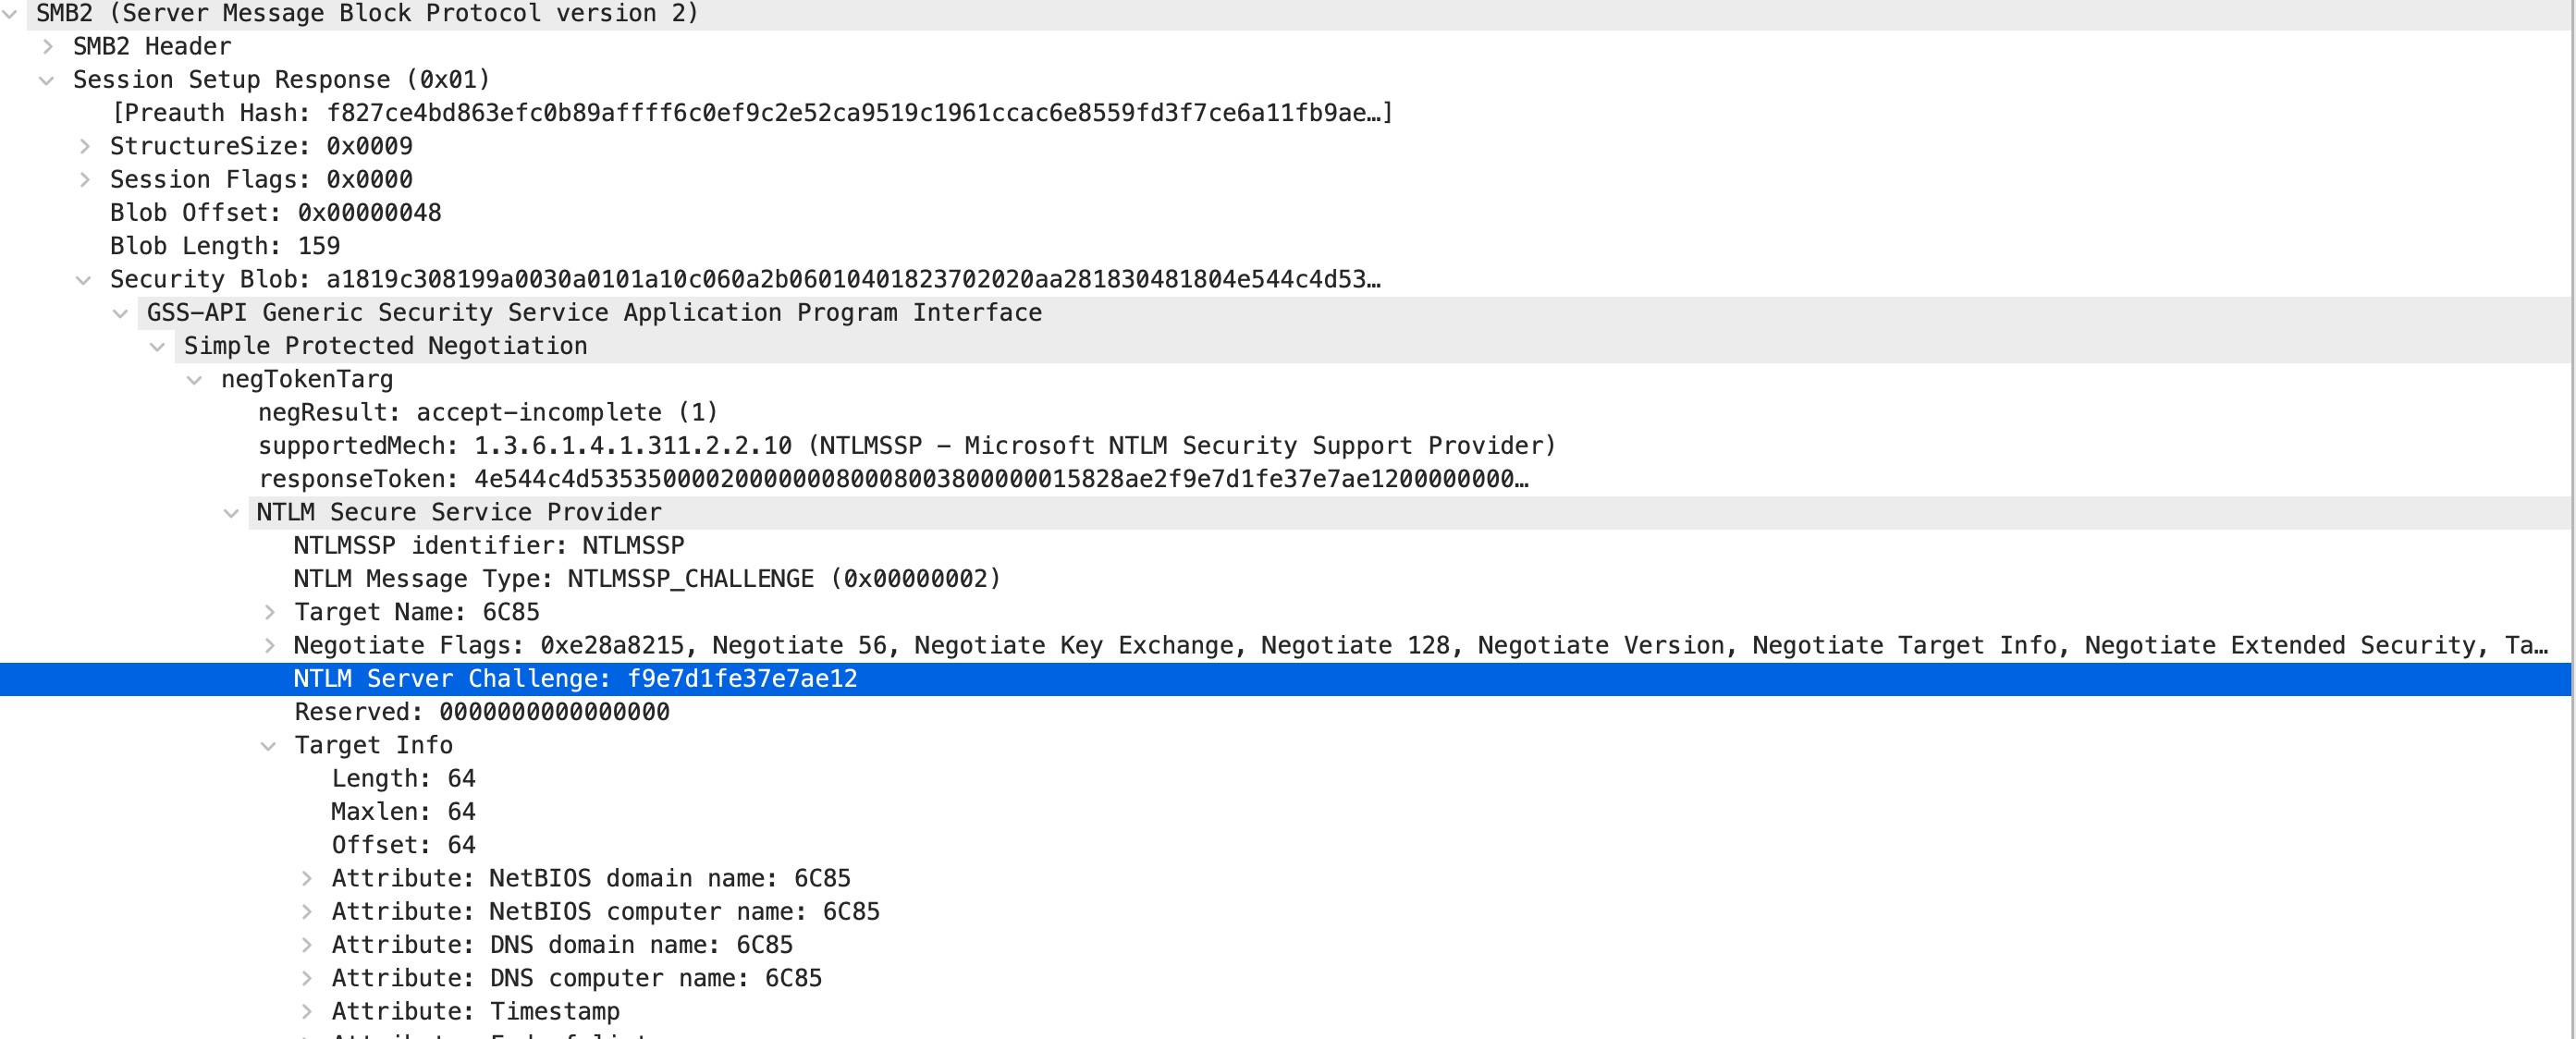 SMB2 (Server Message Block Protocol version 2)
SMB2 Header
Session Setup Response (0x01)
[Preauth Hash: f827ce4bd863efc0b89affff6c0ef9c2e52ca9519c1961ccac6e8559fd3f7ce6a11fb9ae…]
StructureSize: 0x0009
Session Flags: 0x0000
Blob Offset: 0x00000048
Blob Length: 159
Security Blob: a1819c308199a0030a0101a10c060a2b06010401823702020aa281830481804e544c4d53…
GSS-API Generic Security Service Application Program Interface
Simple Protected Negotiation
negTokenTarg
negResult: accept-incomplete (1)
supportedMech: 1.3.6.1.4.1.311.2.2.10 (NTLMSSP - Microsoft NTLM Security Support Provider)
responseToken: 4e544c4d5353500002000000080008003800000015828ae2f9e7d1fe37e7ae1200000000…
NTLM Secure Service Provider
NTLMSSP identifier: NTLMSSP
NTLM Message Type: NTLMSSP_CHALLENGE (0x00000002)
Target Name: 6C85
Negotiate Flags: 0xe28a8215, Negotiate 56, Negotiate Key Exchange, Negotiate 128, Negotiate Version, Negotiate Target Info, Negotiate Extended Security, Ta…
NTLM Server Challenge: f9e7d1fe37e7ae12
Reserved: 0000000000000000
Target Info
Length: 64
Maxlen: 64
Offset: 64
Attribute: NetBIOS domain name: 6C85
Attribute: NetBIOS computer name: 6C85
Attribute: DNS domain name: 6C85
Attribute: DNS computer name: 6C85
Attribute: Timestamp